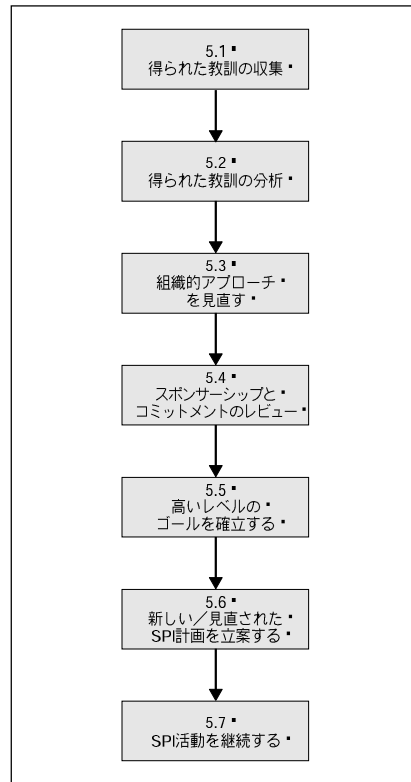 5.1
得られた教訓の収集
5.2
得られた教訓の分析
5.3
組織的アプローチ
を見直す
5.4
スポンサーシップと
コミットメントのレビュー
5.5
高いレベルの
ゴールを確立する
5.6
新しい／見直された
SPI計画を立案する
5.7
SPI活動を継続する